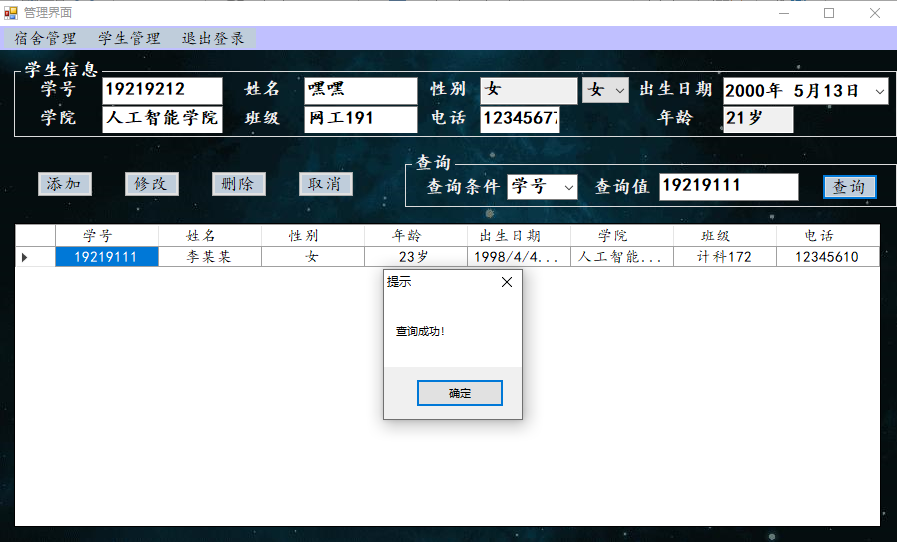 管理界面
宿舍管理 学生管理 退出登录
学生信息
学号 19219212 姓名 嘿嘿 性别 女 女 出生日期 2000年 5月13日
学院 人工智能学院 班级 网工191 电话 1234567 年龄 21岁
查询
添加 修改 删除 取消 查询条件 学号 查询值 19219111 查询
学号 姓名 性别 年龄 出生日期 学院 班级 电话
19219111 李某某 女 23岁 1998/4/4... 人工智能... 计科172 12345610
提示
查询成功!
确定